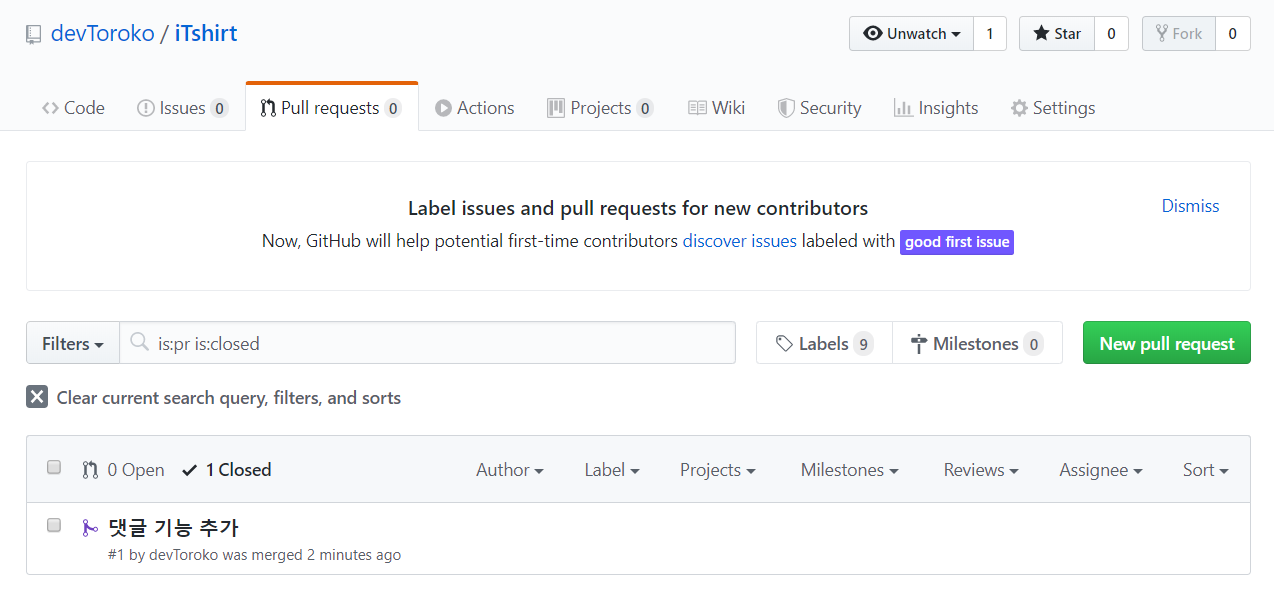 devToroko / iTshirt Unwatch 1 Star 0 Fork 0
Code Issues 0 Pull requests 0 Actions Projects 0 Wiki Security Insights Settings
Label issues and pull requests for new contributors Dismiss
Now, GitHub will help potential first-time contributors discover issues labeled with good first issue
Filters is:pr is:closed Labels 9 Milestones 0 New pull request
Clear current search query, filters, and sorts
0 Open 1 Closed Author Label Projects Milestones Reviews Assignee Sort
댓글 기능 추가
#1 by devToroko was merged 2 minutes ago